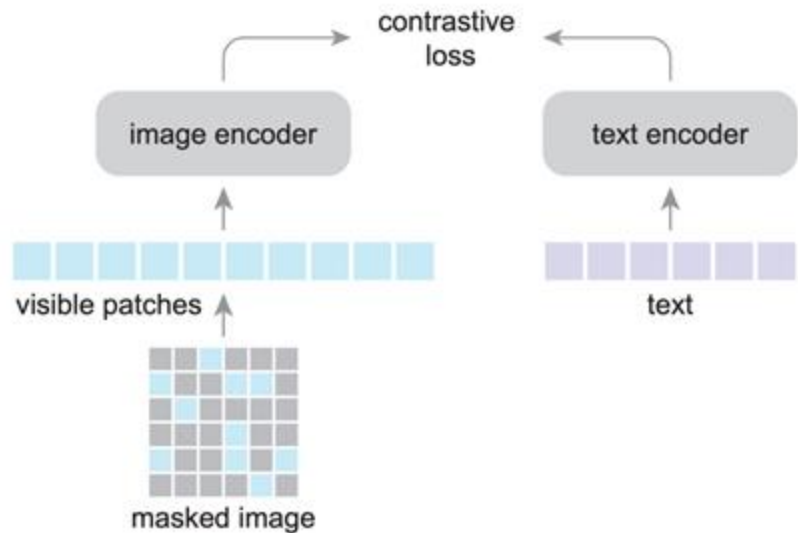 contrastive
loss
image encoder
text encoder
visible patches
text
masked image